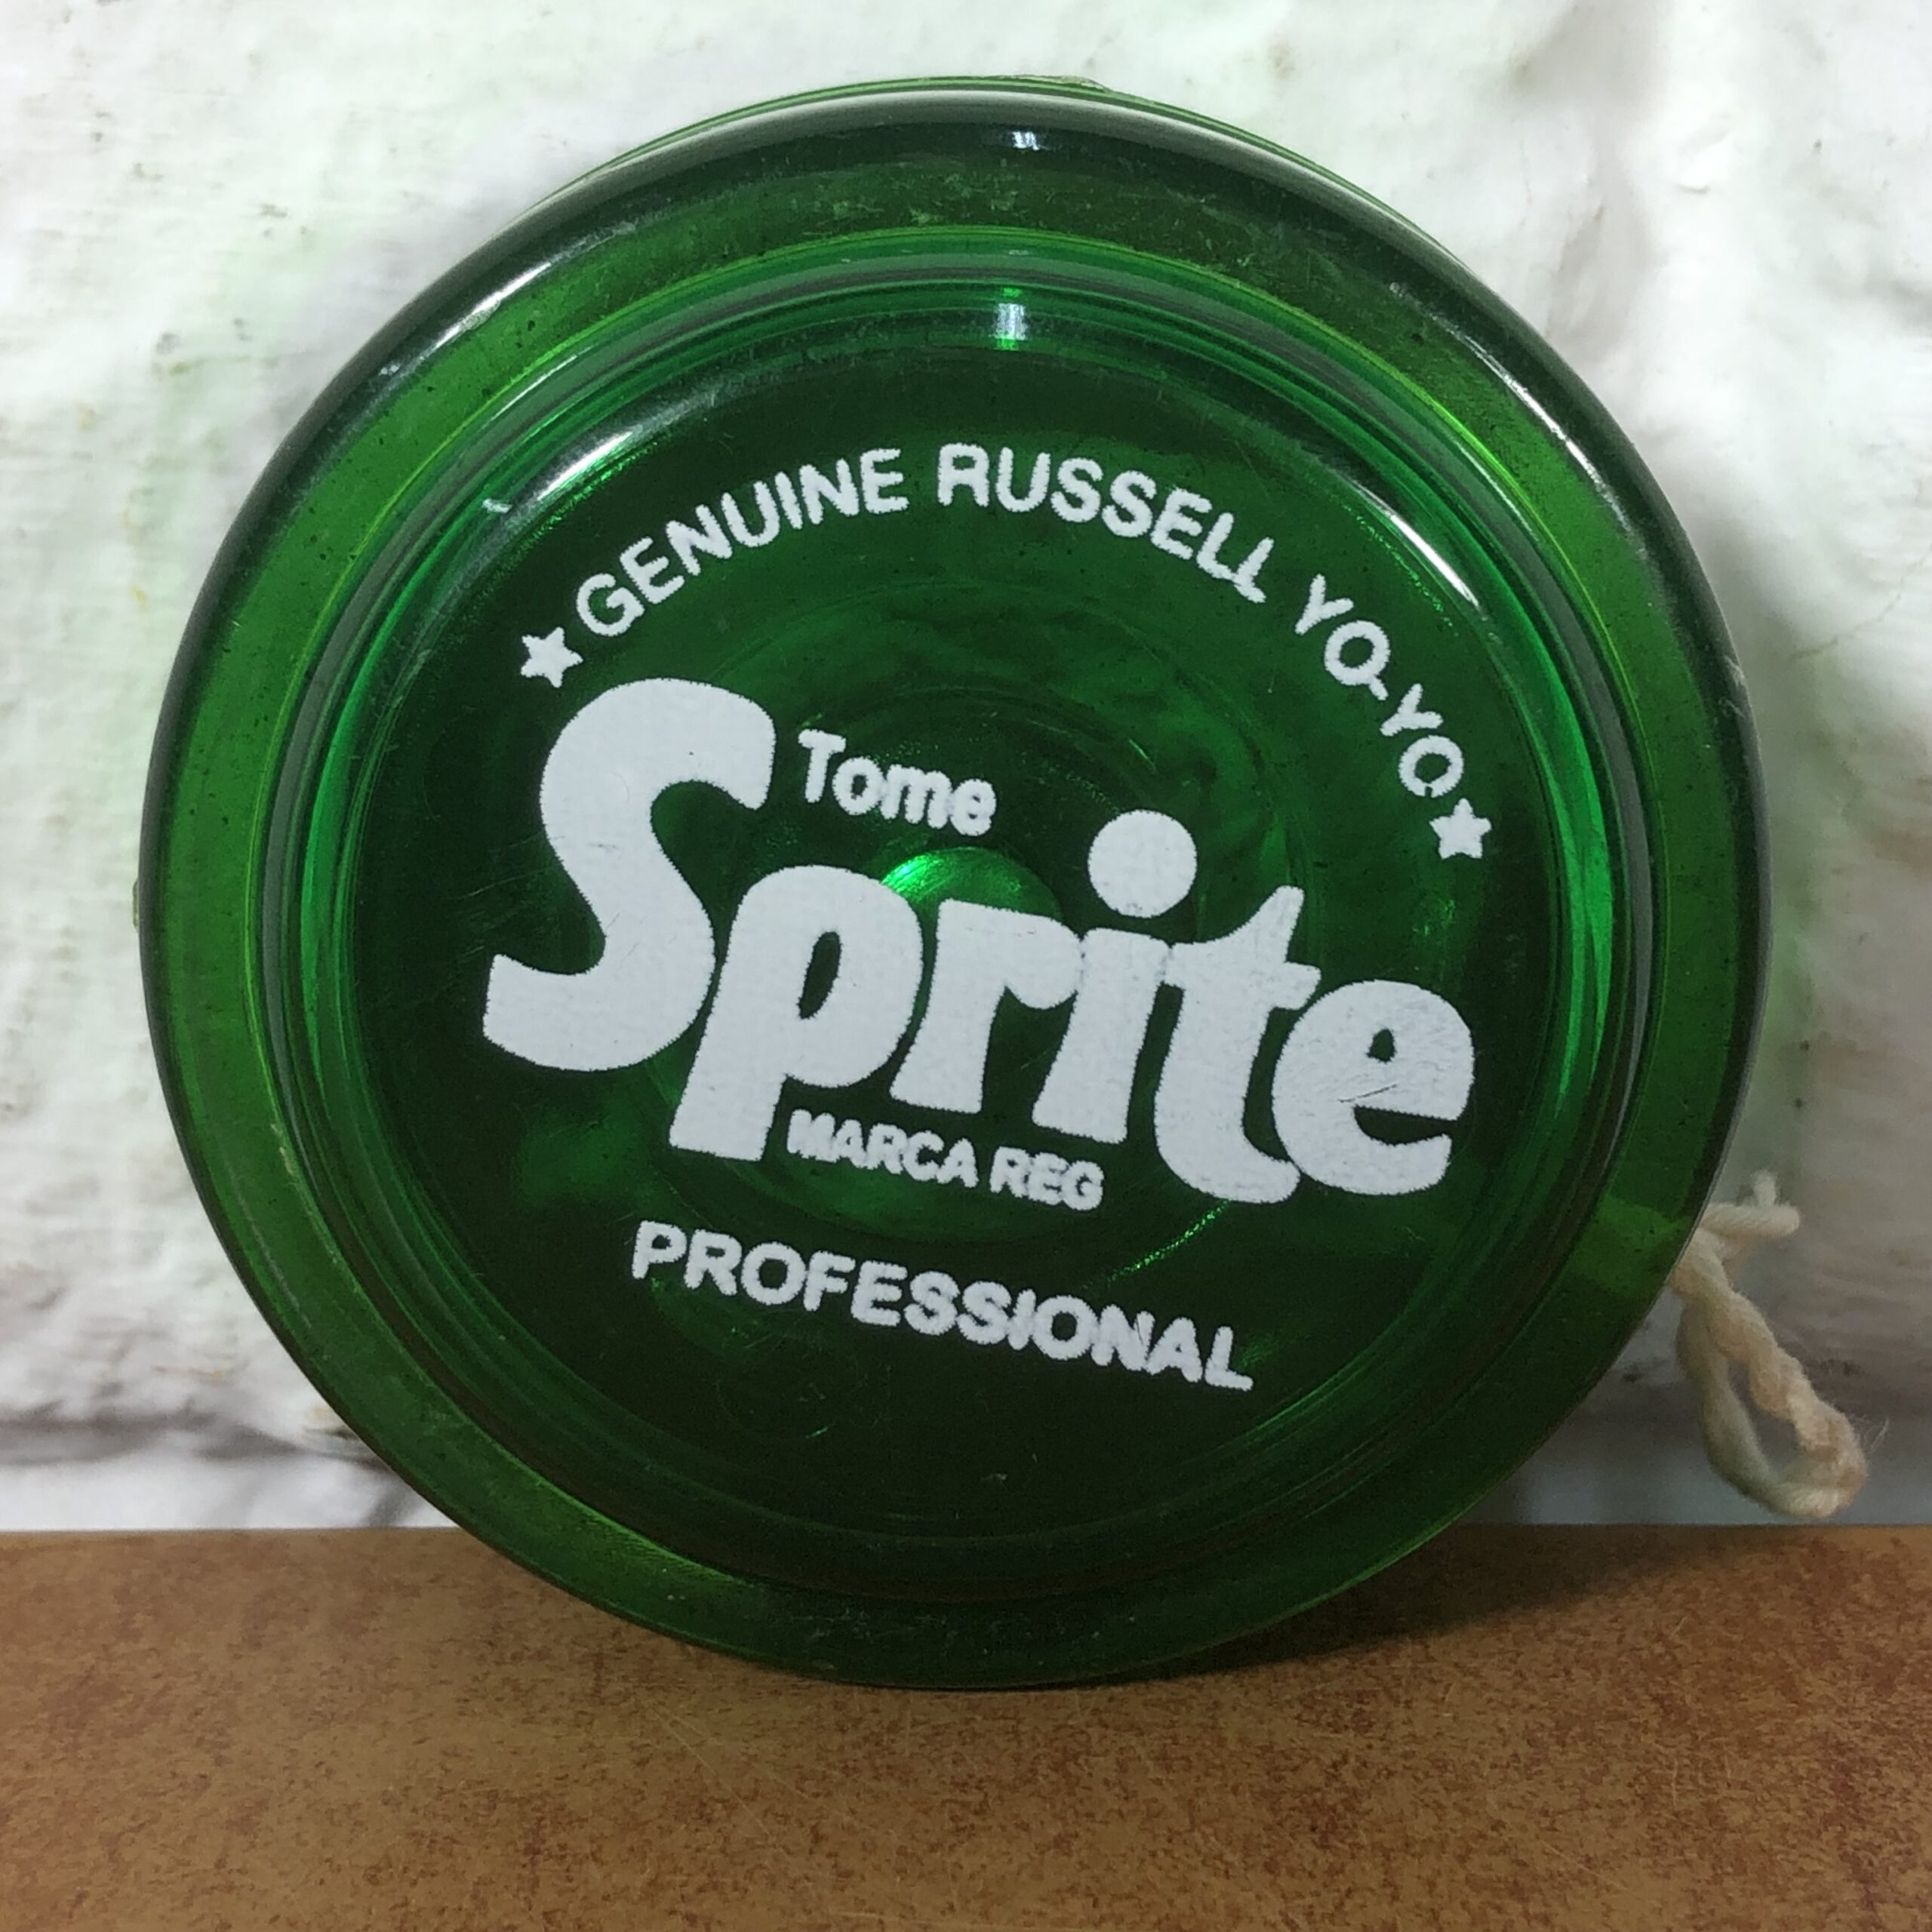 ★GENUINE RUSSELL YO-YO★
Tome
Sprite
MARCA REG
PROFESSIONAL